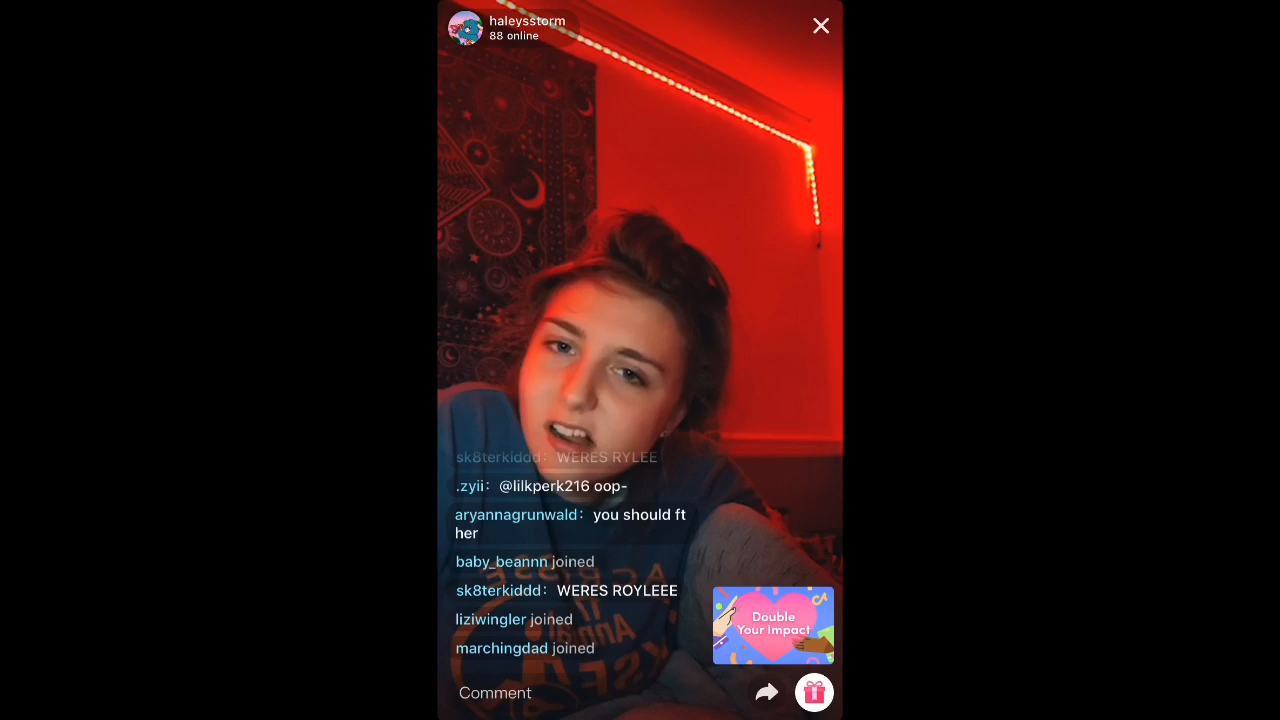 haleysstorm
88 online
sk8terkiddd: WERES RYLEE
.zyii: @lilkperk216 oop-
aryannagrunwald: you should ft
her
baby_beannn joined
sk8terkiddd: WERES ROYLEEE
liziwingler joined
marchingdad joined
Double
Your Impact
Comment